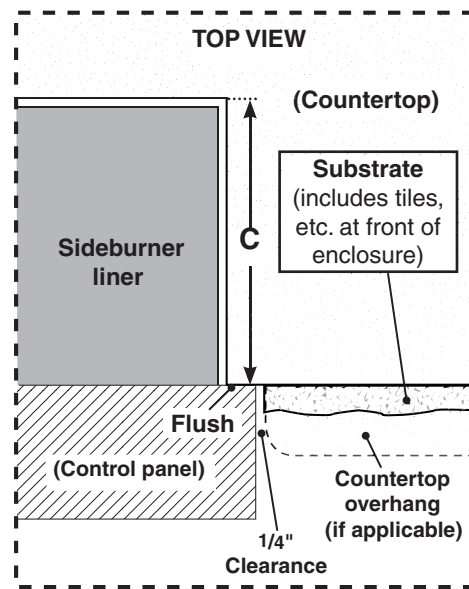 TOP VIEW
(Countertop)
Substrate
(includes tiles,
etc. at front of
enclosure)
C
Sideburner
liner
Flush
(Control panel)
Countertop
overhang
(if applicable)
1/4"
Clearance